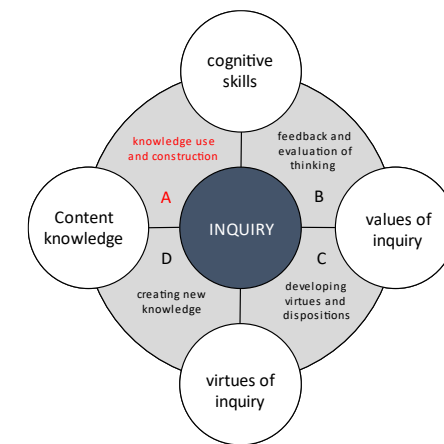 cognitive
skills
knowledge use
and construction
A
feedback and
evaluation of
thinking
B
Content
knowledge
INQUIRY
values of
inquiry
D
creating new
knowledge
C
developing
virtues and
dispositions
virtues of
inquiry